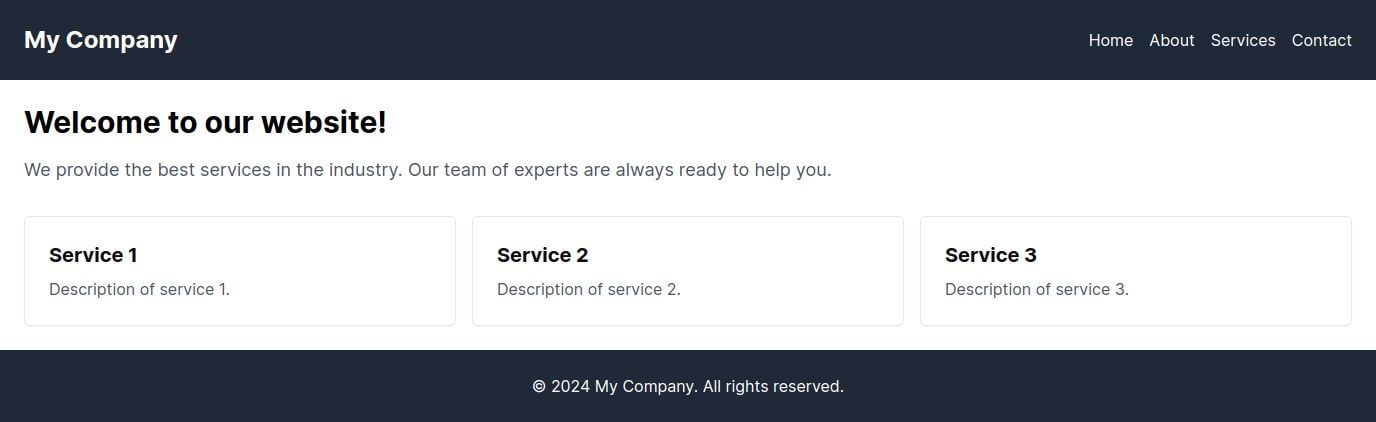 My Company
Home About Services Contact
Welcome to our website!
We provide the best services in the industry. Our team of experts are always ready to help you.
Service 1
Description of service 1.
Service 2
Description of service 2.
Service 3
Description of service 3.
© 2024 My Company. All rights reserved.